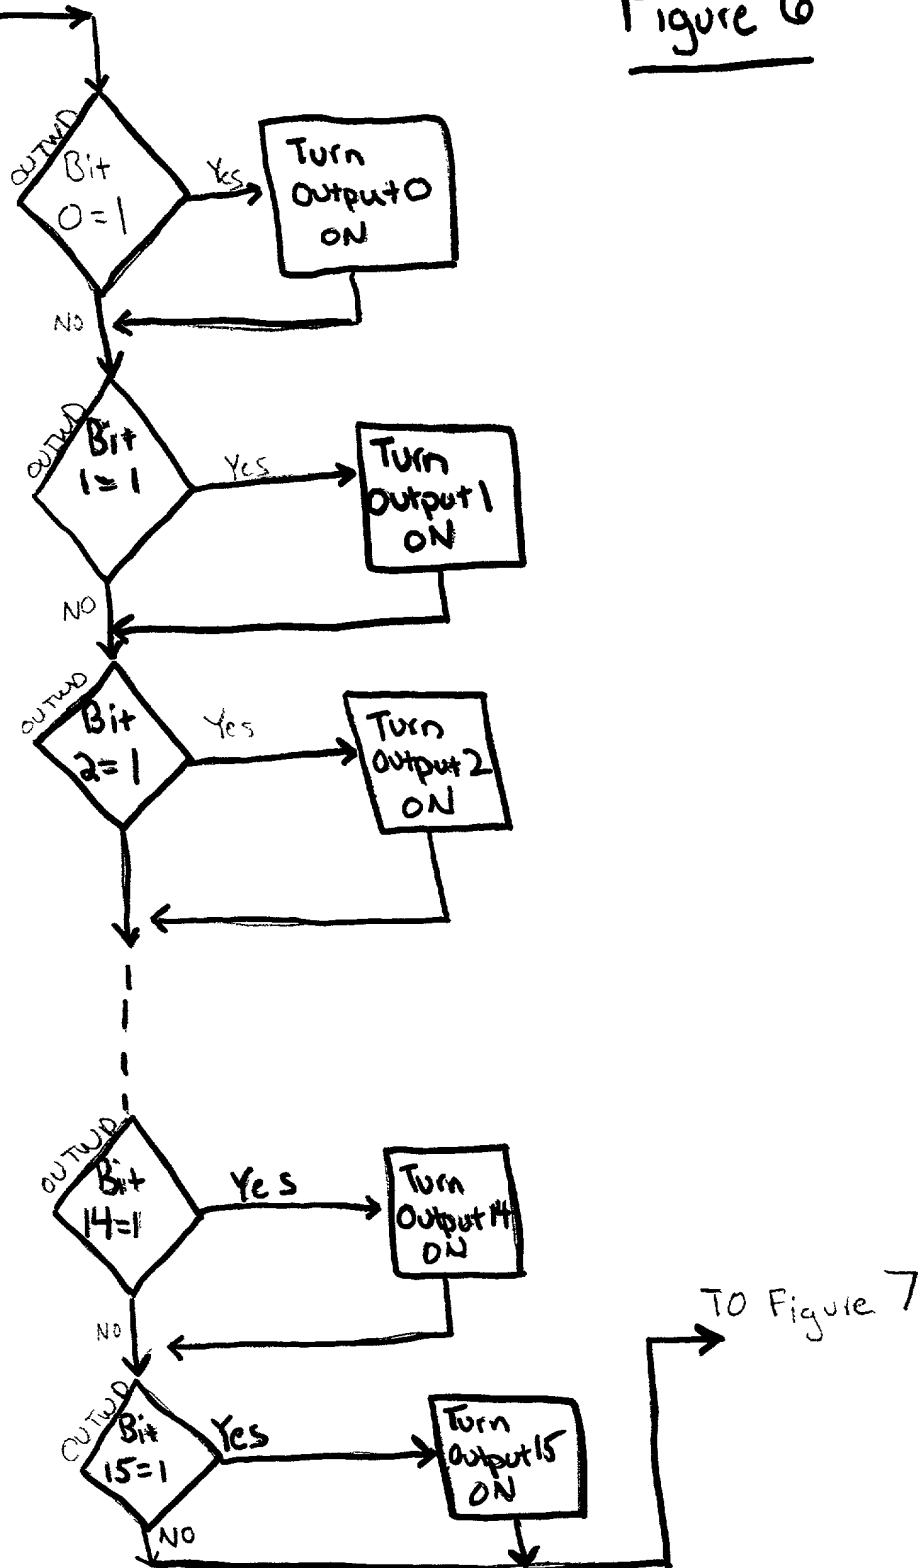 Figure 6
OUTWD
Bit
0=1
Yes
Turn
Output 0
ON
NO
OUTWD
Bit
1=1
Yes
Turn
Output 1
ON
NO
OUTWD
Bit
2=1
Yes
Turn
Output 2
ON
OUTWD
Bit
14=1
Yes
Turn
Output 14
ON
NO
TO Figure 7
OUTWD
Bit
15=1
Yes
Turn
Output 15
ON
NO